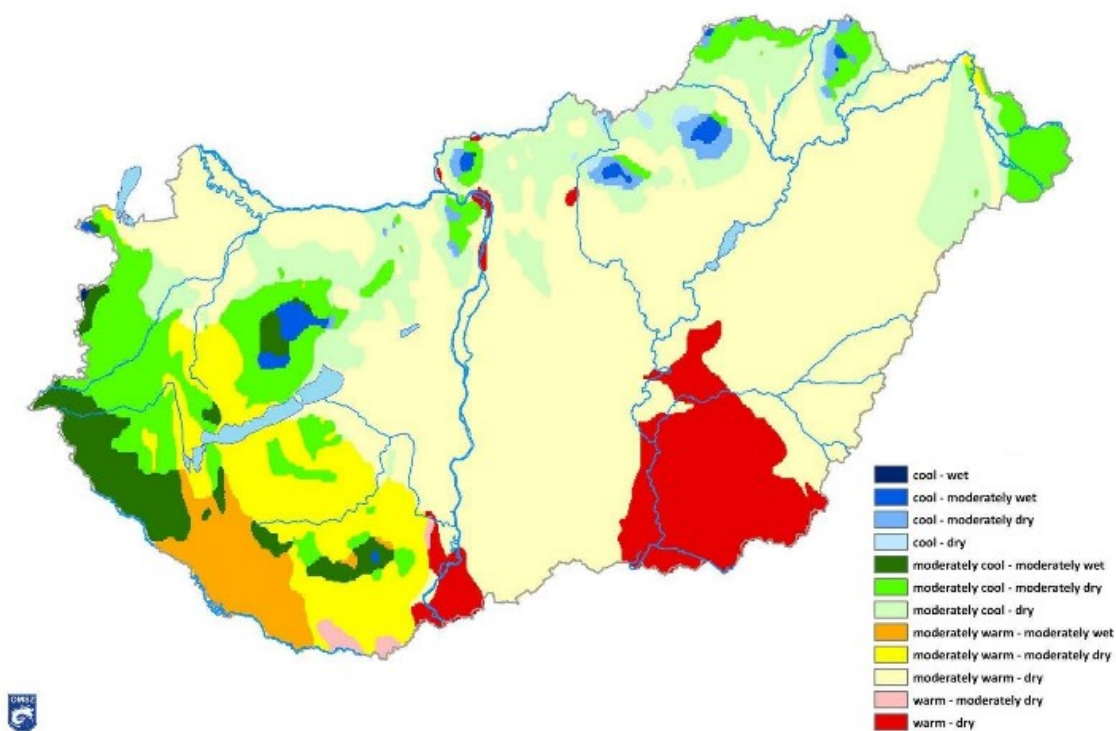 cool - wet
cool - moderately wet
cool - moderately dry
cool - dry
moderately cool - moderately wet
moderately cool - moderately dry
moderately cool - dry
moderately warm - moderately wet
moderately warm - moderately dry
moderately warm - dry
warm - moderately dry
warm - dry
OMSZ